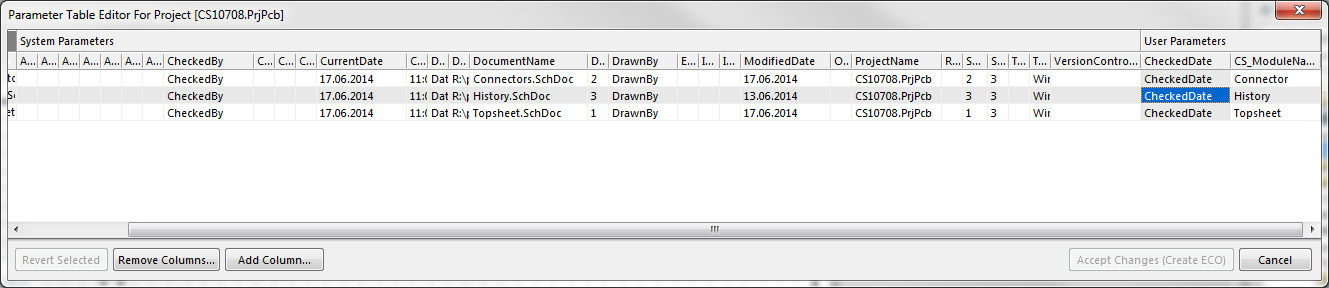 Parameter Table Editor For Project [CS10708.PrjPcb]
System Parameters User Parameters
A... A... A... A... A... A... A... A... CheckedBy C... C... C... CurrentDate C... D... D... DocumentName D... DrawnBy E... I... I... ModifiedDate O... ProjectName R... S... S... T... T... VersionContro... CheckedDate CS_ModuleNa...
CheckedBy 17.06.2014 11:( Dat R:\p Connectors.SchDoc 2 DrawnBy 17.06.2014 CS10708.PrjPcb 2 3 Wir CheckedDate Connector
CheckedBy 17.06.2014 11:( Dat R:\p History.SchDoc 3 DrawnBy 13.06.2014 CS10708.PrjPcb 3 3 Wir CheckedDate History
et CheckedBy 17.06.2014 11:( Dat R:\p Topsheet.SchDoc 1 DrawnBy 17.06.2014 CS10708.PrjPcb 1 3 Wir CheckedDate Topsheet
Revert Selected Remove Columns... Add Column... Accept Changes (Create ECO) Cancel